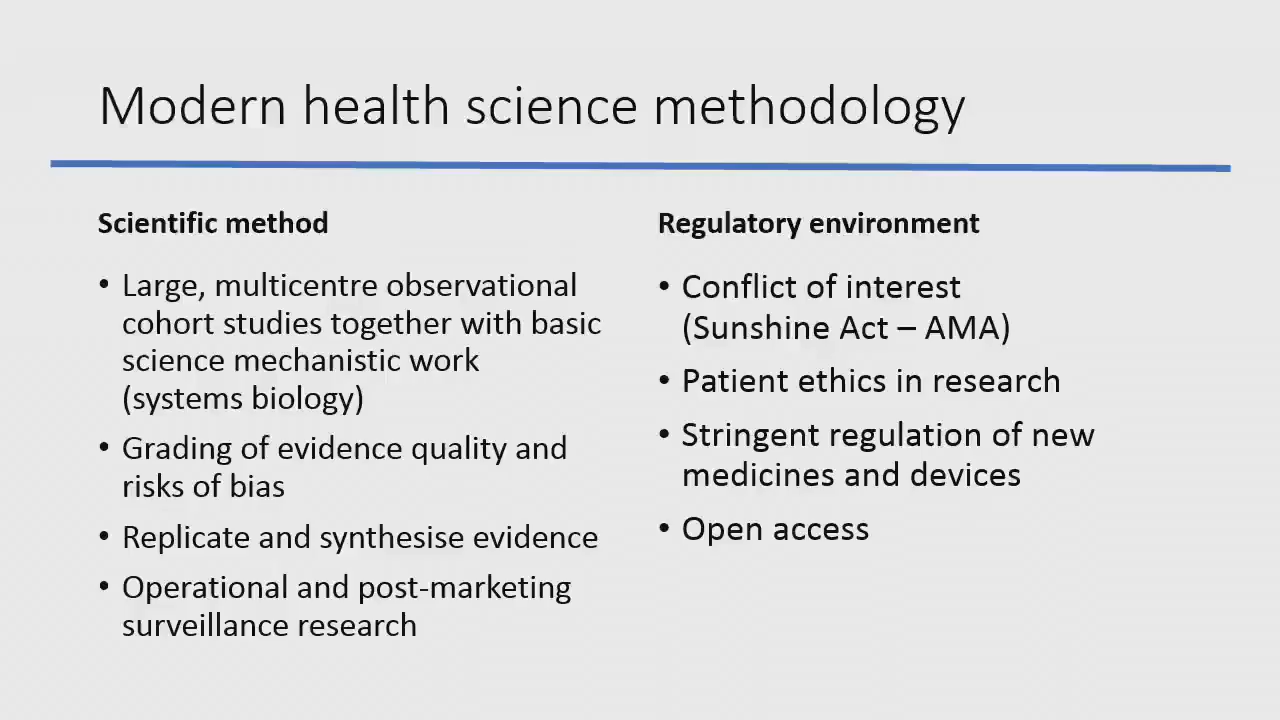 Modern health science methodology
Scientific method
• Large, multicentre observational
cohort studies together with basic
science mechanistic work
(systems biology)
• Grading of evidence quality and
risks of bias
• Replicate and synthesise evidence
• Operational and post-marketing
surveillance research
Regulatory environment
• Conflict of interest
(Sunshine Act – AMA)
• Patient ethics in research
• Stringent regulation of new
medicines and devices
• Open access